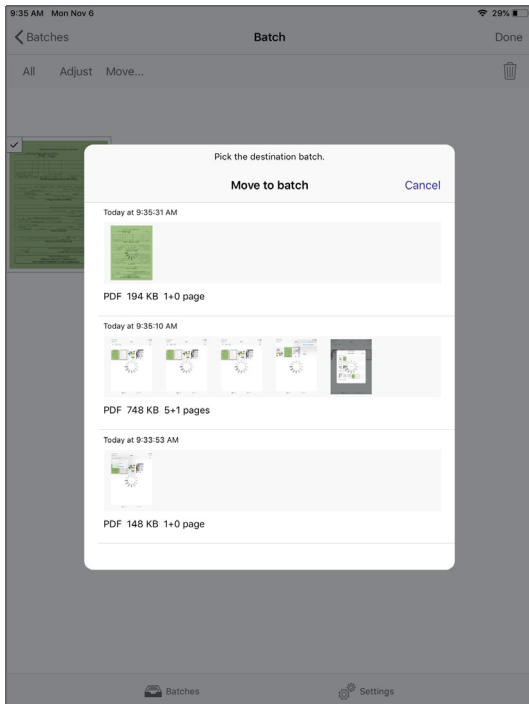 9:35 AM Mon Nov 6 29%
Batches Batch Done
All Adjust Move...
Pick the destination batch.
Move to batch Cancel
Today at 9:35:31 AM
PDF 194 KB 1+0 page
Today at 9:35:10 AM
PDF 748 KB 5+1 pages
Today at 9:33:53 AM
PDF 148 KB 1+0 page
Batches Settings